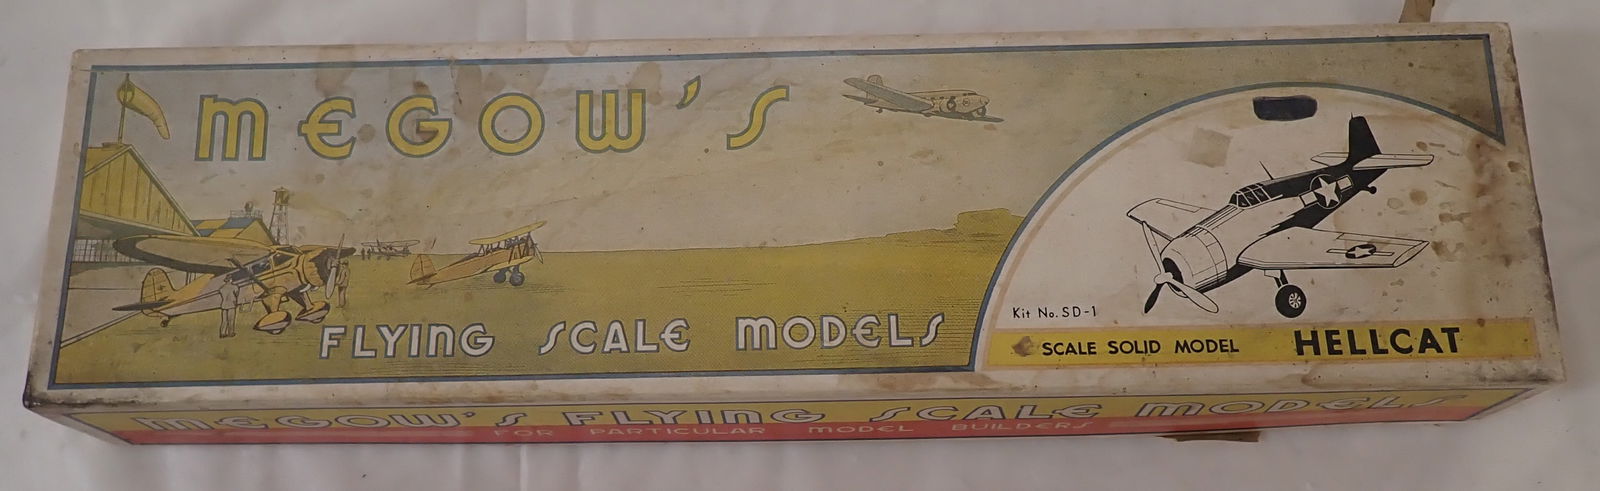 MEGOW'S
FLYING SCALE MODELS
Kit No. SD-1
SCALE SOLID MODEL HELLCAT
MEGOW'S FLYING SCALE MODELS
FOR PARTICULAR MODEL BUILDERS